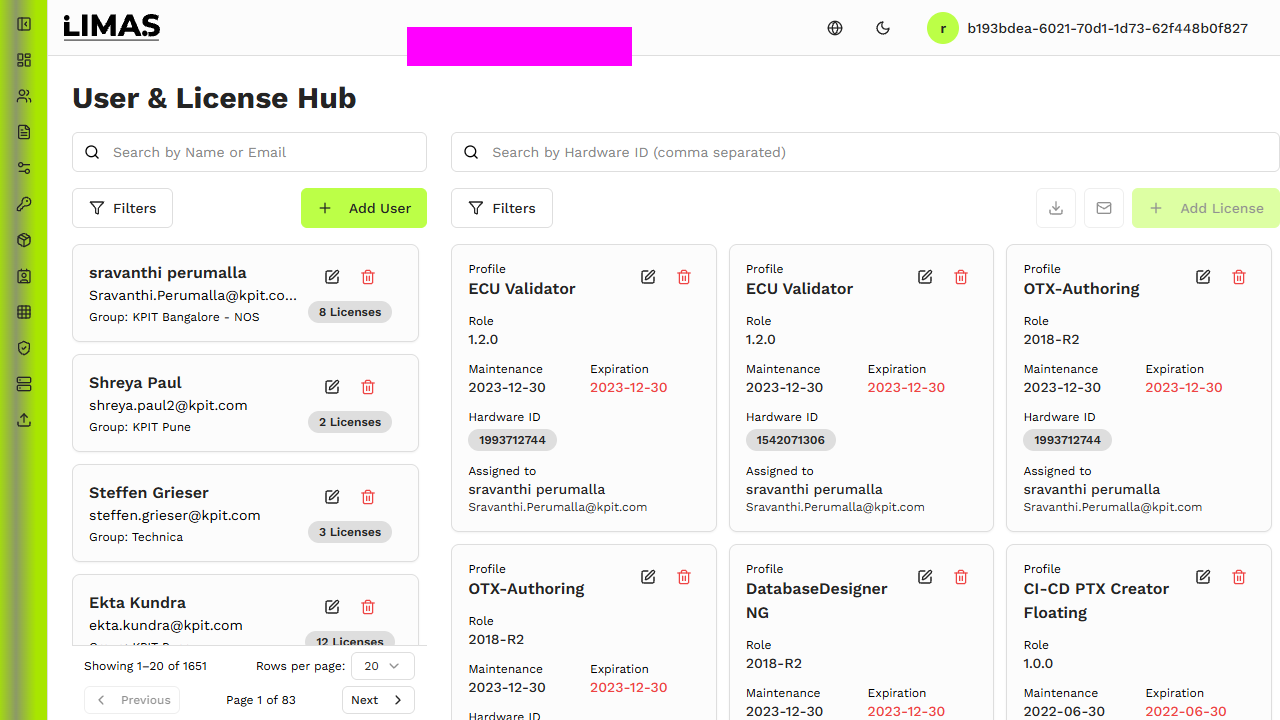 LIMAS
r
b193bdea-6021-70d1-1d73-62f448b0f827
User & License Hub
Search by Name or Email
Search by Hardware ID (comma separated)
Filters
Add User
Filters
Add License
sravanthi perumalla
Sravanthi.Perumalla@kpit.co...
Group: KPIT Bangalore - NOS
8 Licenses
Shreya Paul
shreya.paul2@kpit.com
Group: KPIT Pune
2 Licenses
Steffen Grieser
steffen.grieser@kpit.com
Group: Technica
3 Licenses
Ekta Kundra
ekta.kundra@kpit.com
12 Licenses
Showing 1–20 of 1651
Rows per page:
20
Previous
Page 1 of 83
Next
Profile
ECU Validator
Role
1.2.0
Maintenance
2023-12-30
Expiration
2023-12-30
Hardware ID
1993712744
Assigned to
sravanthi perumalla
Sravanthi.Perumalla@kpit.com
Profile
ECU Validator
Role
1.2.0
Maintenance
2023-12-30
Expiration
2023-12-30
Hardware ID
1542071306
Assigned to
sravanthi perumalla
Sravanthi.Perumalla@kpit.com
Profile
OTX-Authoring
Role
2018-R2
Maintenance
2023-12-30
Expiration
2023-12-30
Hardware ID
1993712744
Assigned to
sravanthi perumalla
Sravanthi.Perumalla@kpit.com
Profile
OTX-Authoring
Role
2018-R2
Maintenance
2023-12-30
Expiration
2023-12-30
Hardware ID
Profile
DatabaseDesigner
NG
Role
2018-R2
Maintenance
2023-12-30
Expiration
2023-12-30
Profile
CI-CD PTX Creator
Floating
Role
1.0.0
Maintenance
2022-06-30
Expiration
2022-06-30